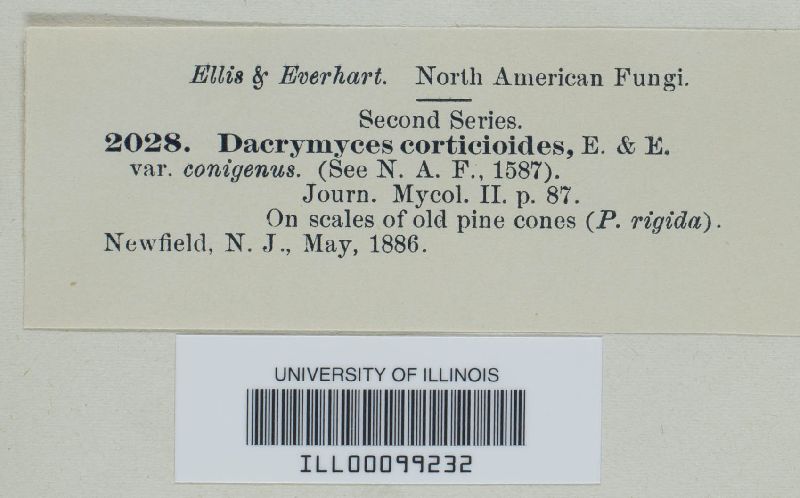 Ellis & Everhart. North American Fungi.
Second Series.
2028. Dacrymyces corticioides, E. & E.
var. conigenus. (See N. A. F., 1587).
Journ. Mycol. II. p. 87.
On scales of old pine cones (P. rigida).
Newfield, N. J., May, 1886.
UNIVERSITY OF ILLINOIS
ILL00099232